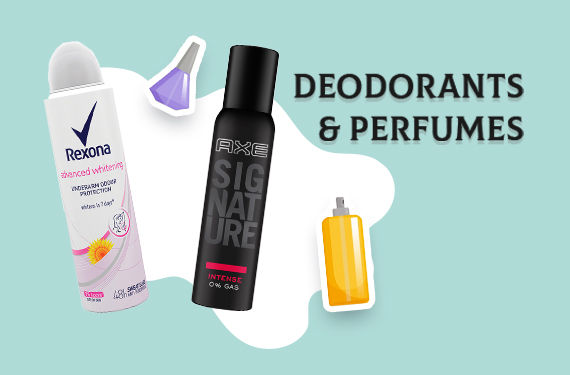 DEODORANTS
& PERFUMES
Rexona
advanced whitening
UNDERARM ODOUR
PROTECTION
AXE
SIG
NAT
URE
INTENSE
0% GAS